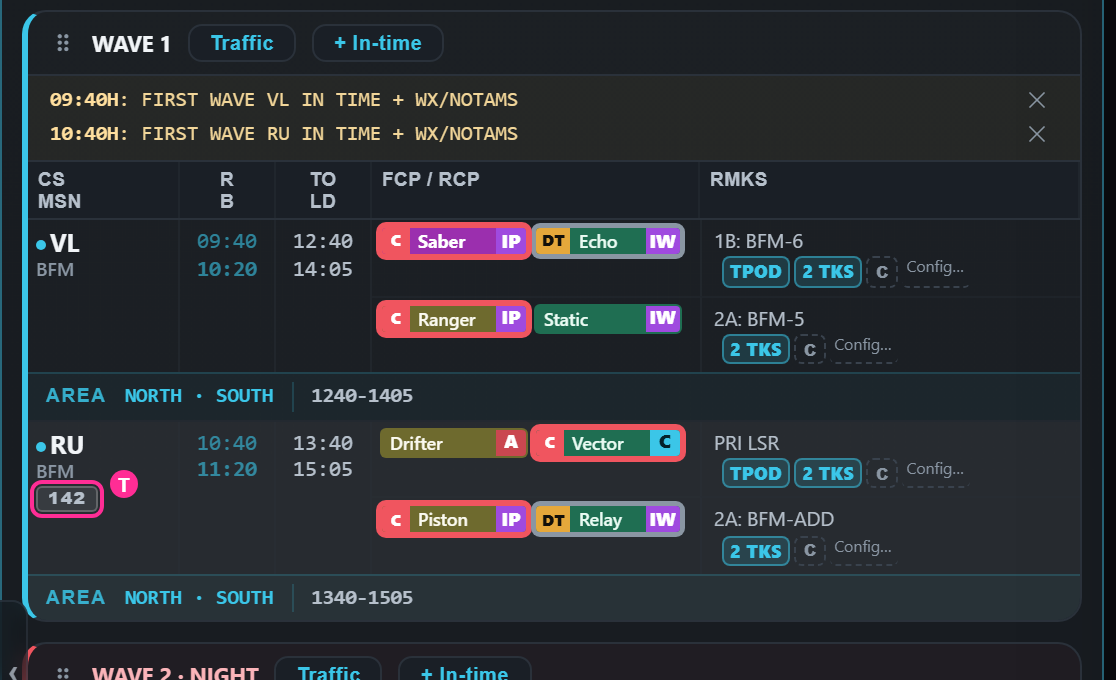 WAVE 1 Traffic + In-time
09:40H: FIRST WAVE VL IN TIME + WX/NOTAMS
10:40H: FIRST WAVE RU IN TIME + WX/NOTAMS
CS R TO FCP / RCP RMKS
MSN B LD
VL 09:40 12:40 C Saber IP DT Echo IW 1B: BFM-6
BFM 10:20 14:05 TPOD 2 TKS C Config...
C Ranger IP Static IW 2A: BFM-5
2 TKS C Config...
AREA NORTH · SOUTH 1240-1405
RU 10:40 13:40 Drifter A C Vector C PRI LSR
BFM 11:20 15:05 TPOD 2 TKS C Config...
142 T
C Piston IP DT Relay IW 2A: BFM-ADD
2 TKS C Config...
AREA NORTH · SOUTH 1340-1505
WAVE 2 · NIGHT Traffic + In-time